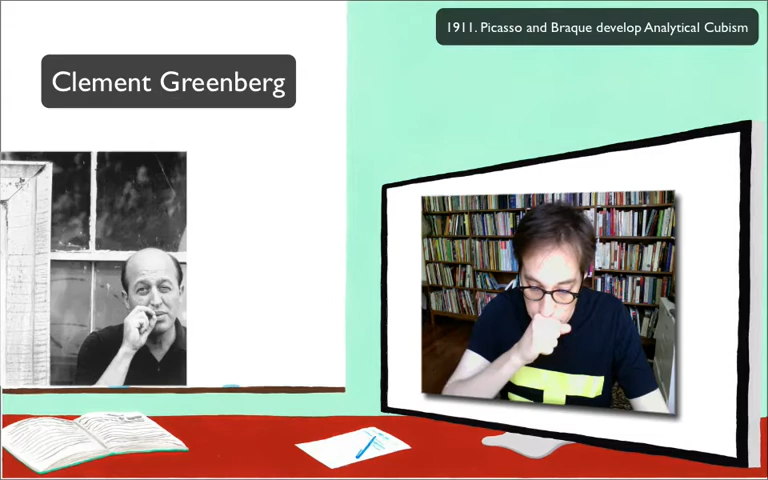 1911. Picasso and Braque develop Analytical Cubism
Clement Greenberg